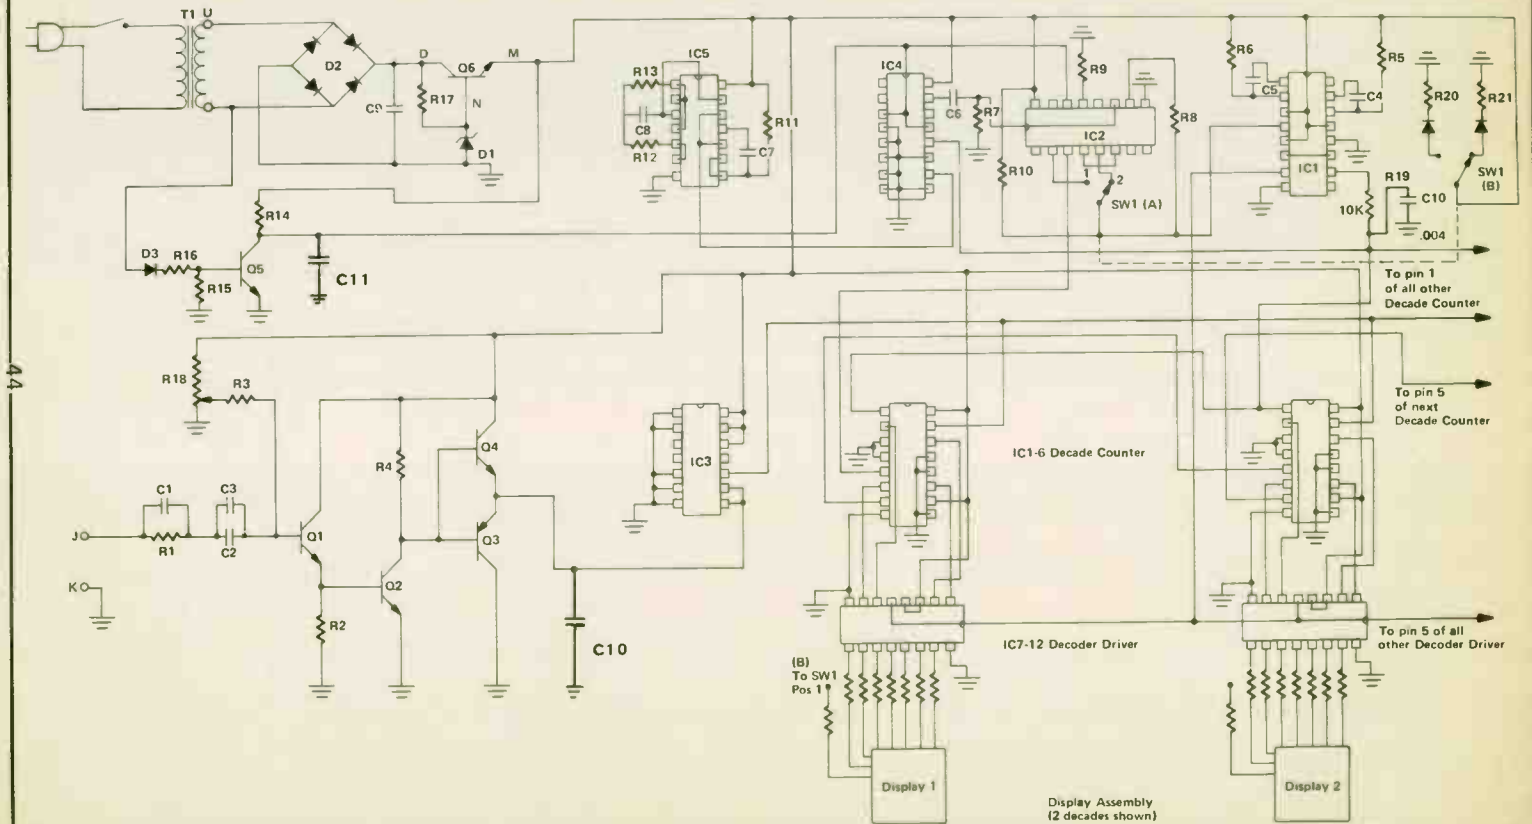 T1
U
D2
D
Q6
M
N
C9
R17
D1
IC5
R13
C8
R12
R11
C7
IC4
C6
R7
R9
IC2
R8
R10
1
2
SW1 (A)
R6
C5
R5
C4
IC1
R19
10K
C10
.004
R20
R21
SW1
(B)
R14
D3
R16
R15
Q5
C11
To pin 1
of all other
Decade Counter
44
R18
R3
R4
Q4
IC3
IC1-6 Decade Counter
To pin 5
of next
Decade Counter
J
C1
R1
C3
C2
Q1
Q3
K
Q2
R2
C10
IC7-12 Decoder Driver
To pin 5 of all
other Decoder Driver
(B)
To SW1
Pos 1
Display 1
Display 2
Display Assembly
(2 decades shown)